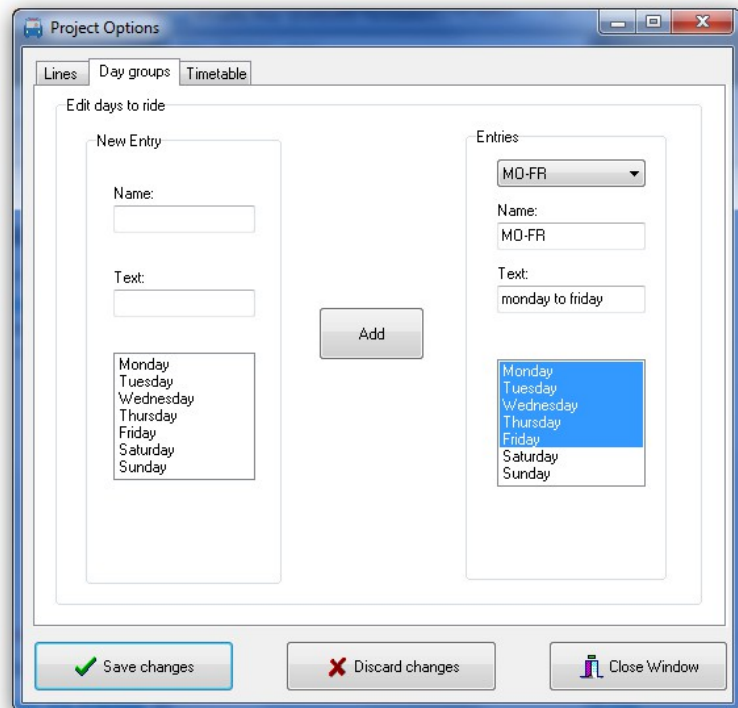 Project Options
Lines Day groups Timetable
Edit days to ride
New Entry
Name:
Text:
Monday
Tuesday
Wednesday
Thursday
Friday
Saturday
Sunday
Add
Entries
MO-FR
Name:
MO-FR
Text:
monday to friday
Monday
Tuesday
Wednesday
Thursday
Friday
Saturday
Sunday
Save changes Discard changes Close Window